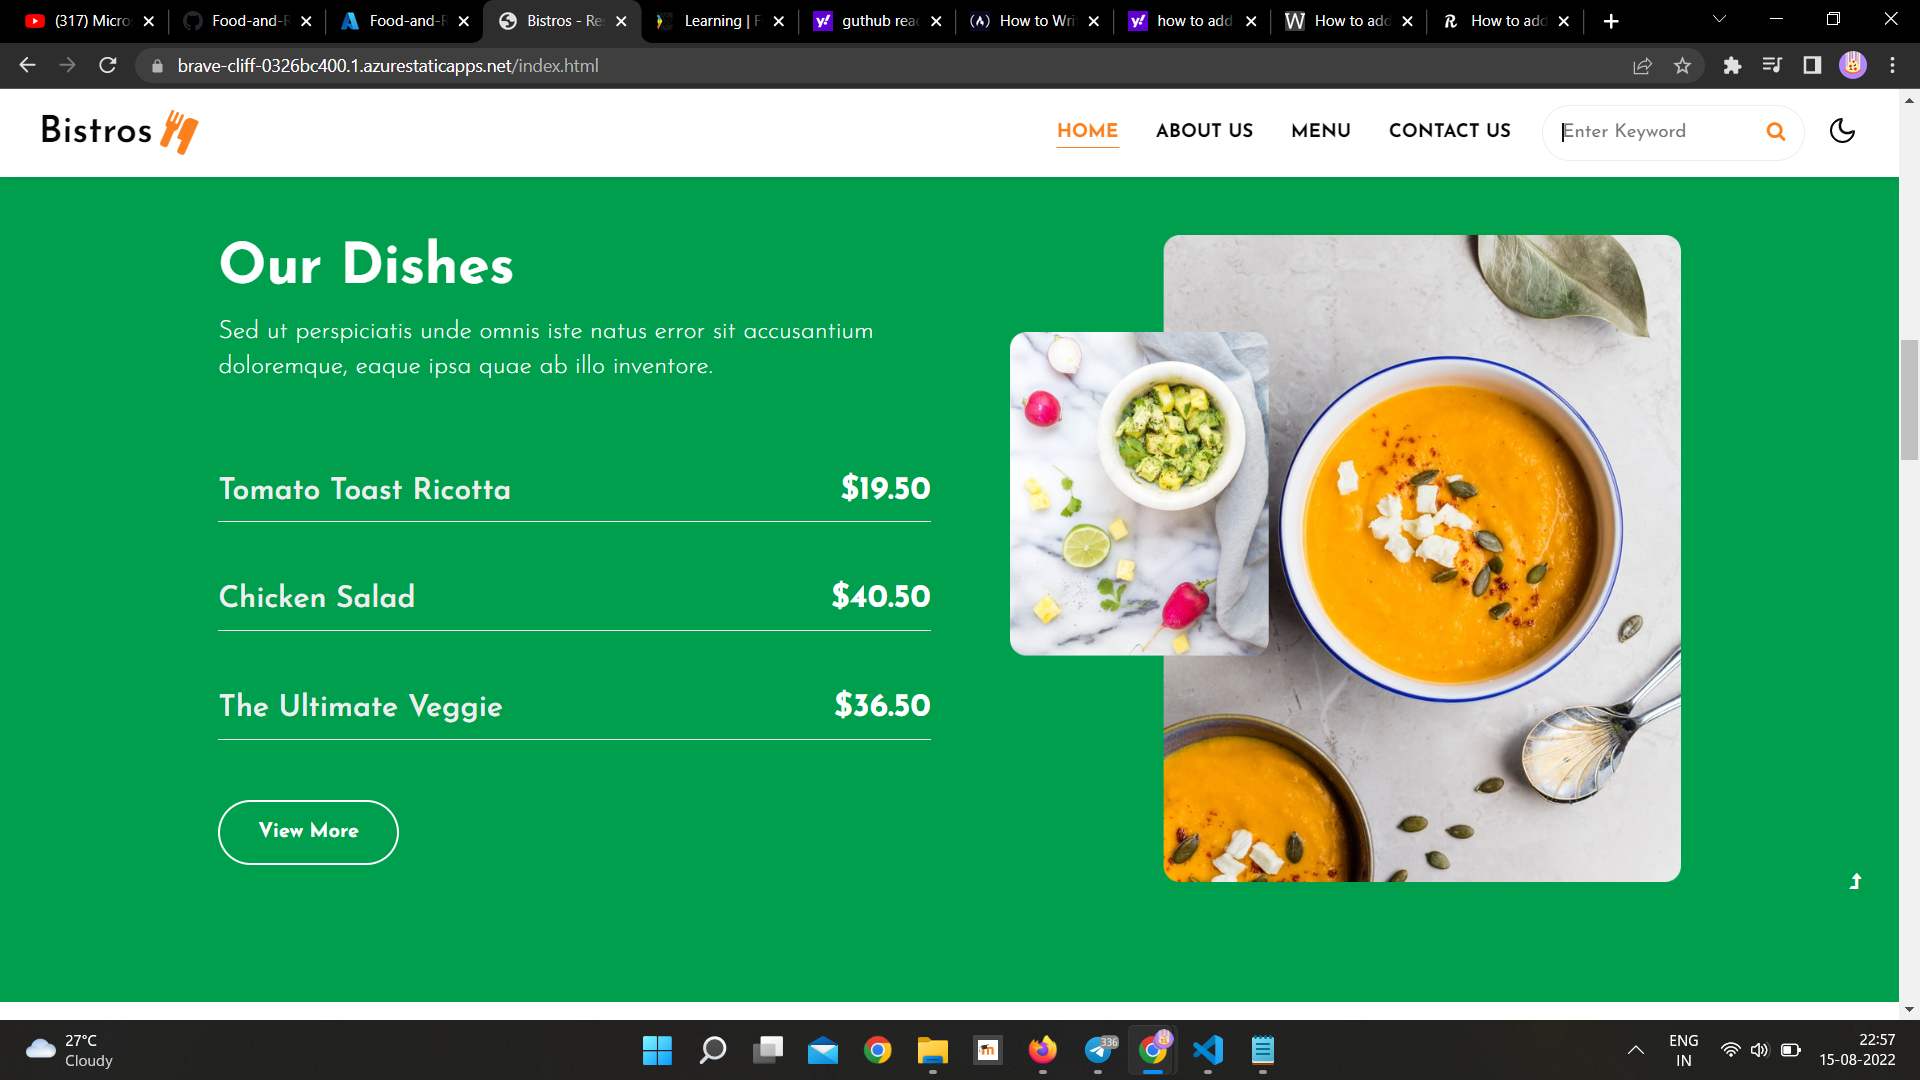 (317) Micro
Food-and-R
Food-and-R
Bistros - Res
Learning | F
guthub read
How to Writ
how to add
How to add
How to add
brave-cliff-0326bc400.1.azurestaticapps.net/index.html
Bistros
HOME
ABOUT US
MENU
CONTACT US
Enter Keyword
Our Dishes
Sed ut perspiciatis unde omnis iste natus error sit accusantium
doloremque, eaque ipsa quae ab illo inventore.
Tomato Toast Ricotta $19.50
Chicken Salad $40.50
The Ultimate Veggie $36.50
View More
27°C
Cloudy
336
ENG
IN
22:57
15-08-2022